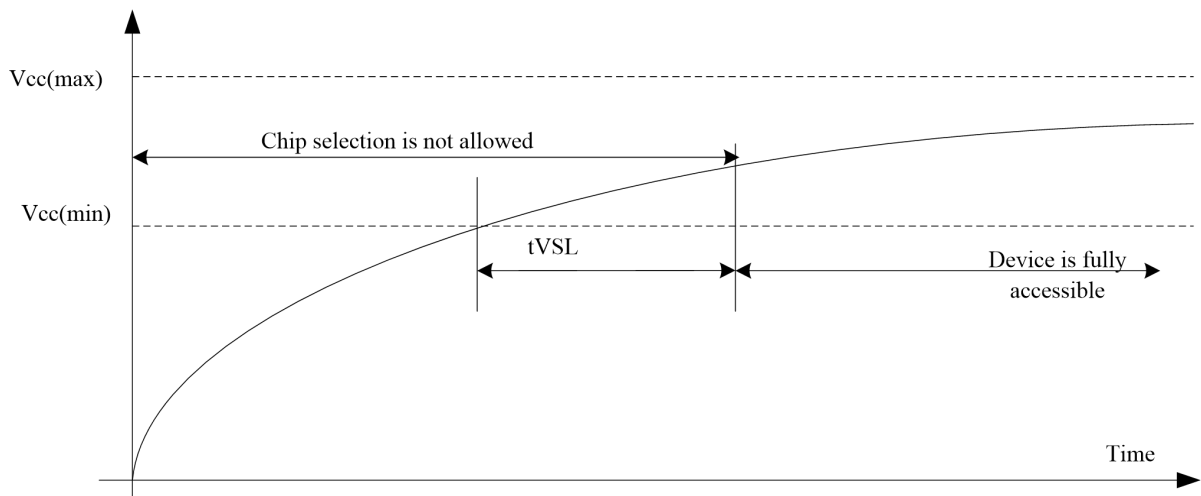 Vcc(max)
Chip selection is not allowed
Vcc(min)
tVSL
Device is fully
accessible
Time